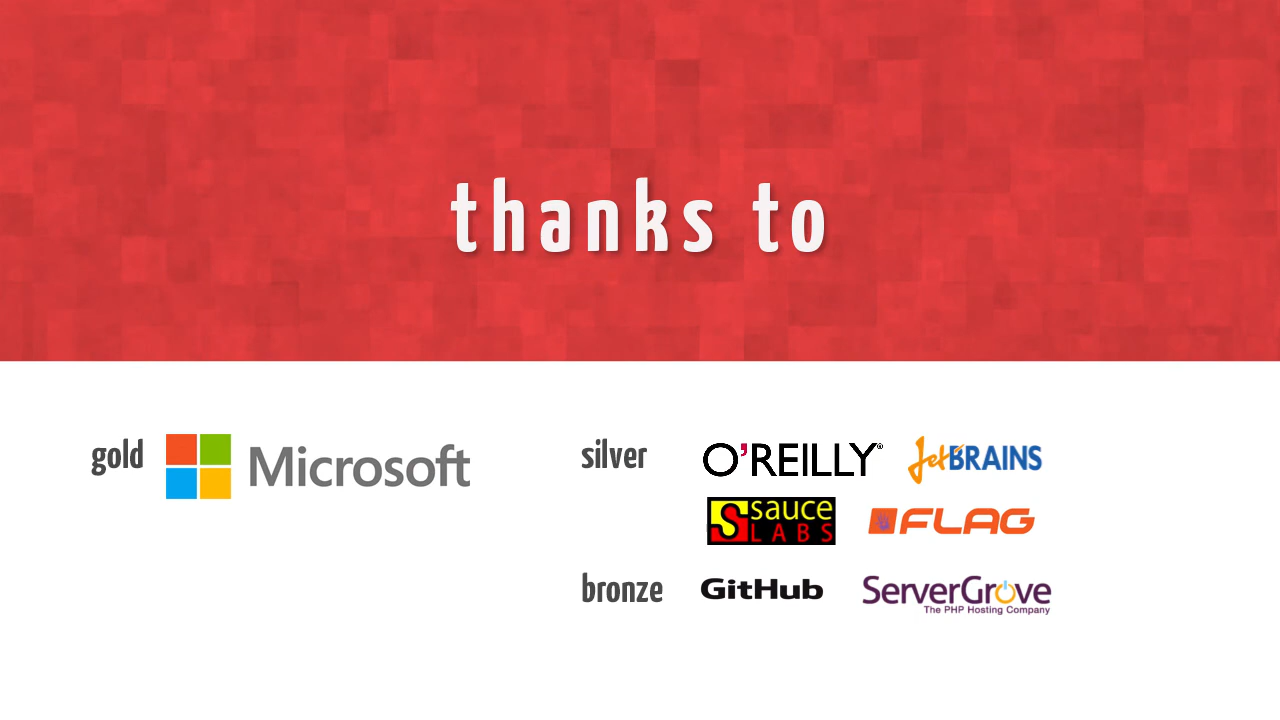 thanks to
gold Microsoft
silver O'REILLY® JetBRAINS
sauce LABS FLAG
bronze GitHub ServerGrove
The PHP Hosting Company